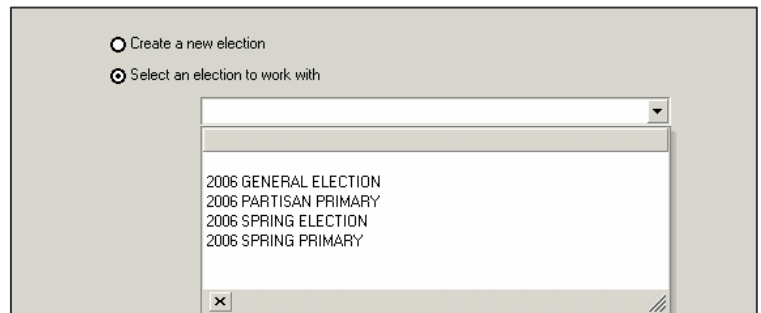 Create a new election
Select an election to work with
2006 GENERAL ELECTION
2006 PARTISAN PRIMARY
2006 SPRING ELECTION
2006 SPRING PRIMARY